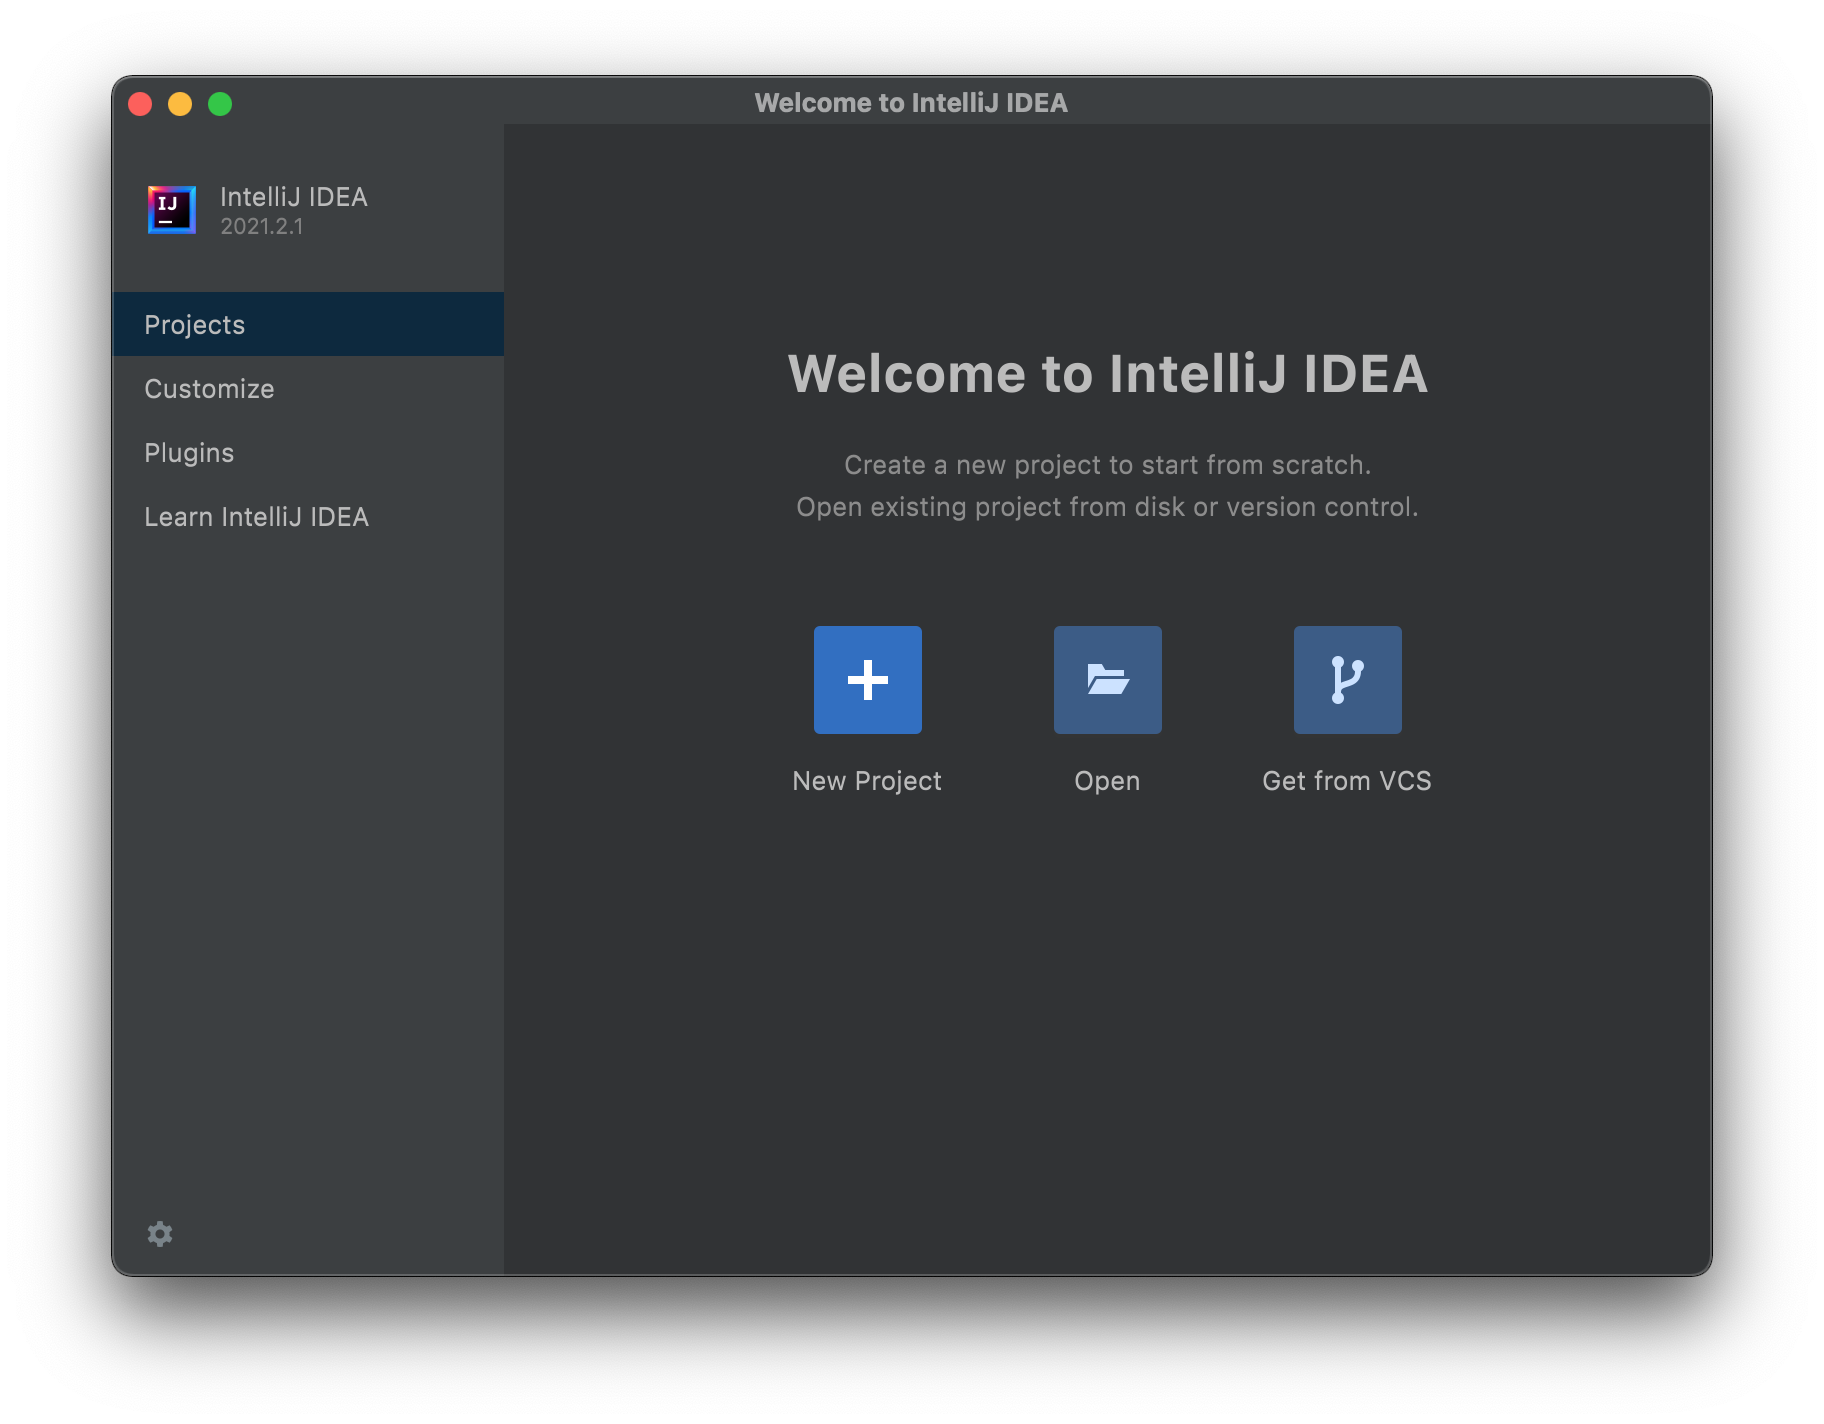 Welcome to IntelliJ IDEA
IJ
IntelliJ IDEA
2021.2.1
Projects
Customize
Plugins
Learn IntelliJ IDEA
Welcome to IntelliJ IDEA
Create a new project to start from scratch.
Open existing project from disk or version control.
New Project
Open
Get from VCS